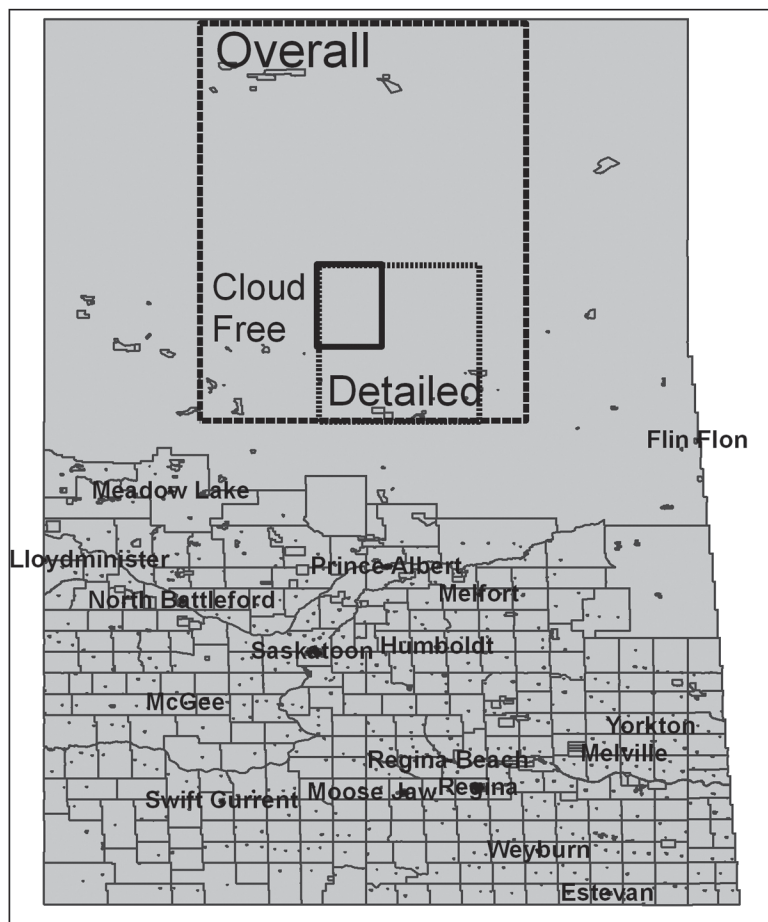 Overall
Cloud
Free
Detailed
Flin Flon
Meadow Lake
Lloydminister
Prince Albert
North Battleford
Melfort
Saskatoon
Humboldt
McGee
Yorkton
Melville
Regina Beach
Swift Current
Moose Jaw
Regina
Weyburn
Estevan